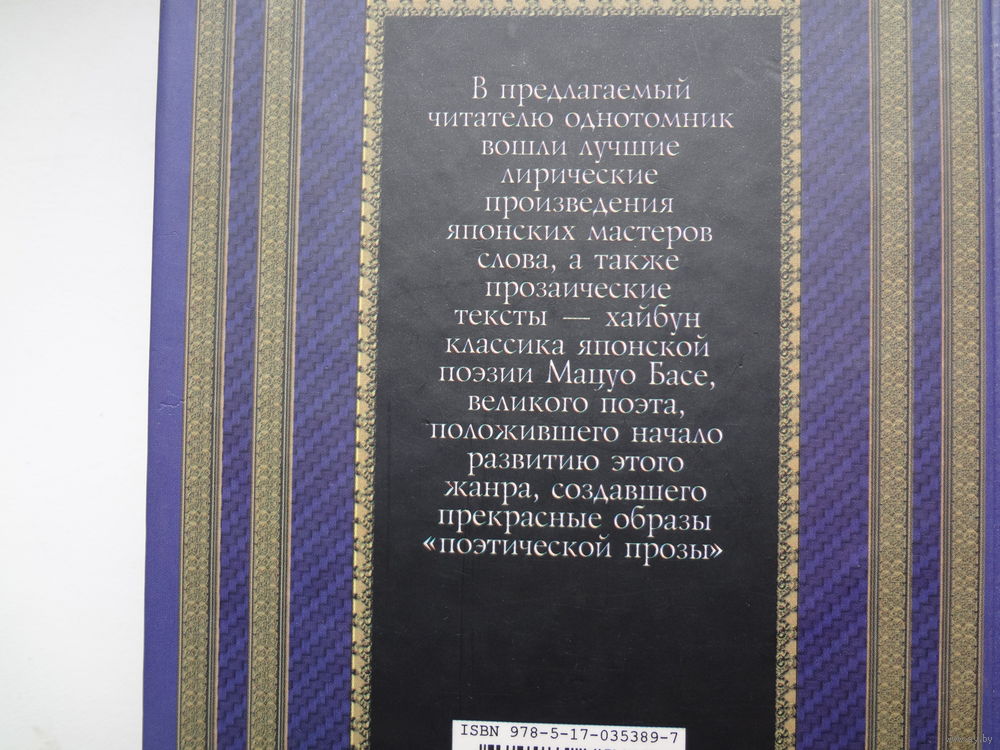 В предлагаемый
читателю однотомник
вошли лучшие
лирические
произведения
японских мастеров
слова, а также
прозаические
тексты — хайбун
классика японской
поэзии Мацуо Басе,
великого поэта,
положившего начало
развитию этого
жанра, создавшего
прекрасные образы
«поэтической прозы»
ISBN 978-5-17-035389-7